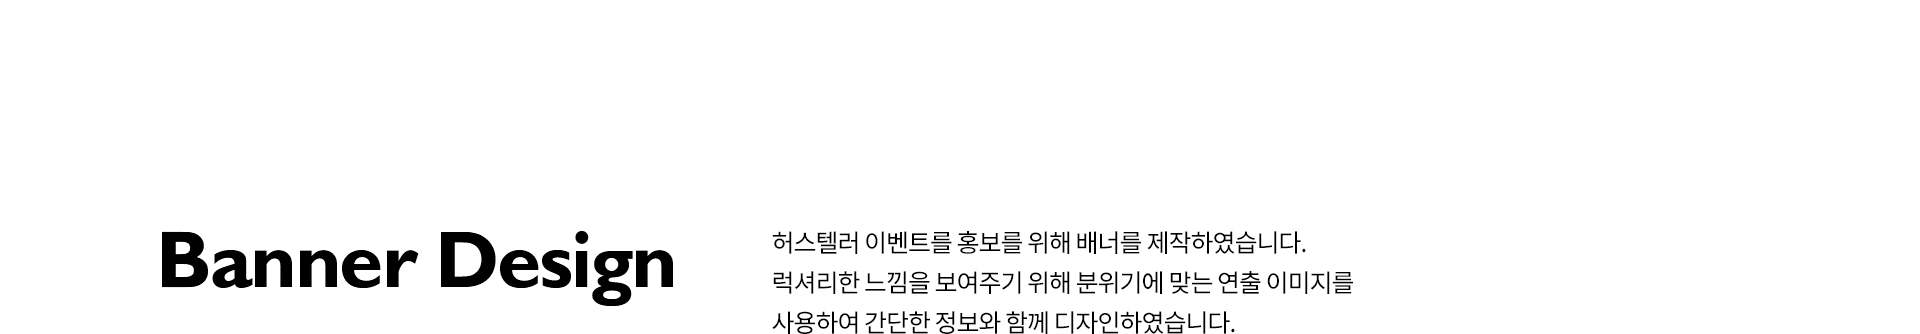 Banner Design
허스텔러 이벤트를 홍보를 위해 배너를 제작하였습니다.
럭셔리한 느낌을 보여주기 위해 분위기에 맞는 연출 이미지를
사용하여 간단한 정보와 함께 디자인하였습니다.